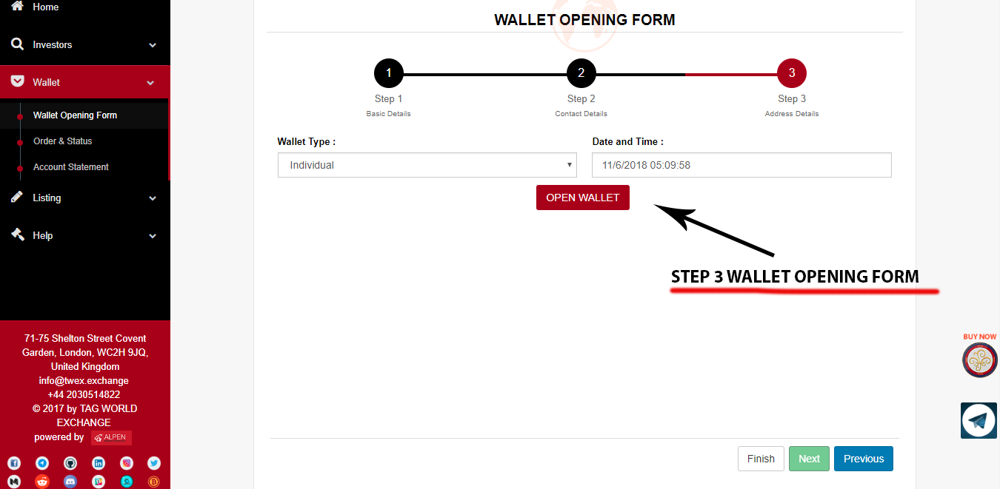 Home
Investors
Wallet
Wallet Opening Form
Order & Status
Account Statement
Listing
Help
71-75 Shelton Street Covent
Garden, London, WC2H 9JQ,
United Kingdom
info@twex.exchange
+44 2030514822
© 2017 by TAG WORLD
EXCHANGE
powered by ALPEN
WALLET OPENING FORM
1 2 3
Step 1 Step 2 Step 3
Basic Details Contact Details Address Details
Wallet Type : Date and Time :
Individual 11/6/2018 05:09:58
OPEN WALLET
STEP 3 WALLET OPENING FORM
BUY NOW
Finish Next Previous